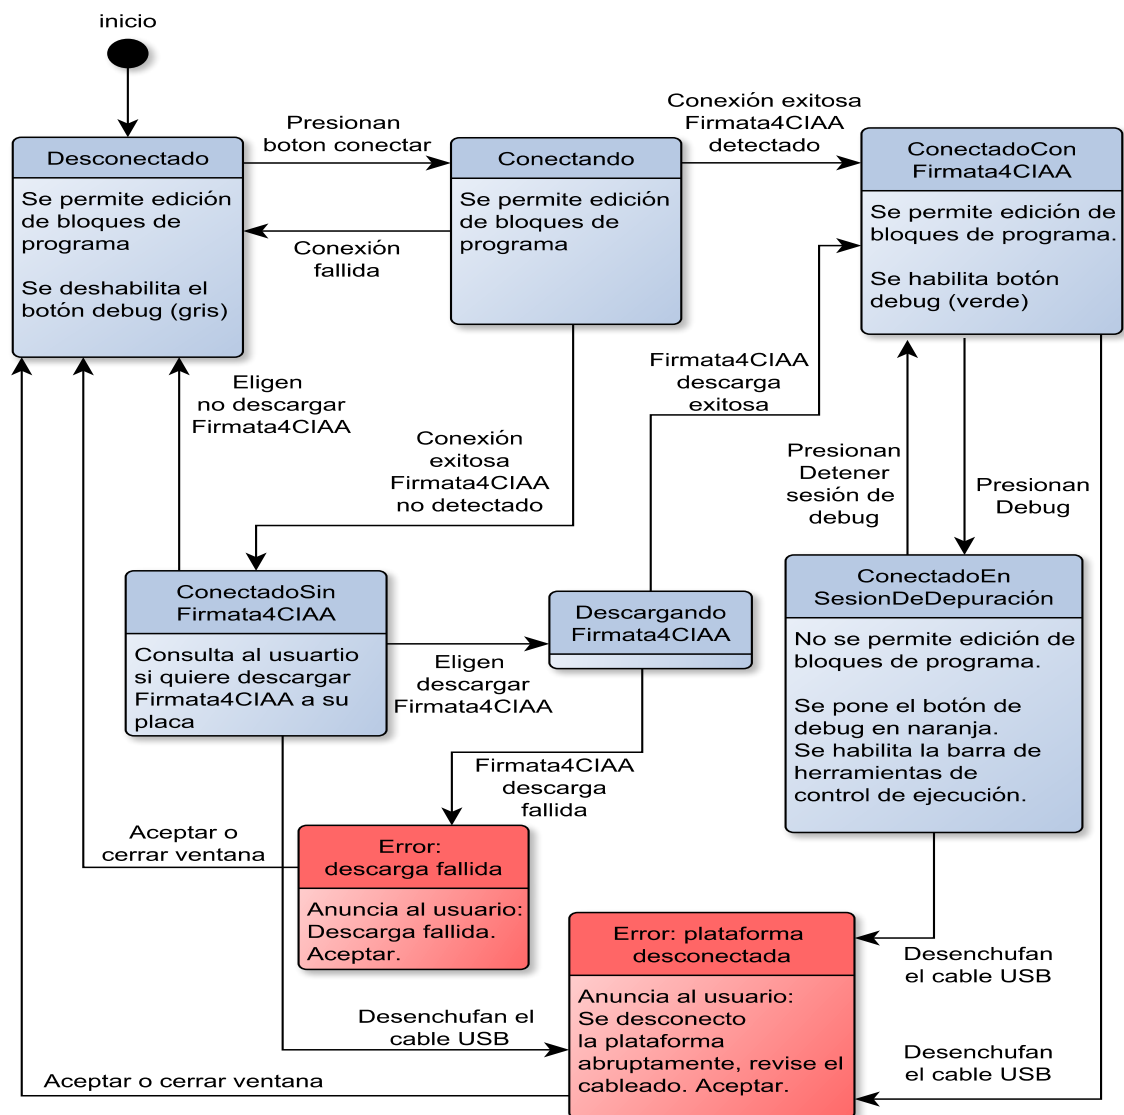 inicio
Presionan
boton conectar
Conexión exitosa
Firmata4CIAA
detectado
Desconectado
Se permite edición
de bloques de
programa
Se deshabilita el
botón debug (gris)
Conexión
fallida
Conectando
Se permite edición
de bloques de
programa
ConectadoCon
Firmata4CIAA
Se permite edición de
bloques de programa.
Se habilita botón
debug (verde)
Eligen
no descargar
Firmata4CIAA
Conexión
exitosa
Firmata4CIAA
no detectado
Firmata4CIAA
descarga
exitosa
Presionan
Detener
sesión de
debug
Presionan
Debug
ConectadoSin
Firmata4CIAA
Consulta al usuartio
si quiere descargar
Firmata4CIAA a su
placa
Eligen
descargar
Firmata4CIAA
Descargando
Firmata4CIAA
ConectadoEn
SesionDeDepuración
No se permite edición de
bloques de programa.
Se pone el botón de
debug en naranja.
Se habilita la barra de
herramientas de
control de ejecución.
Firmata4CIAA
descarga
fallida
Aceptar o
cerrar ventana
Error:
descarga fallida
Anuncia al usuario:
Descarga fallida.
Aceptar.
Error: plataforma
desconectada
Anuncia al usuario:
Se desconecto
la plataforma
abruptamente, revise el
cableado. Aceptar.
Desenchufan
el cable USB
Desenchufan el
cable USB
Desenchufan
el cable USB
Aceptar o cerrar ventana